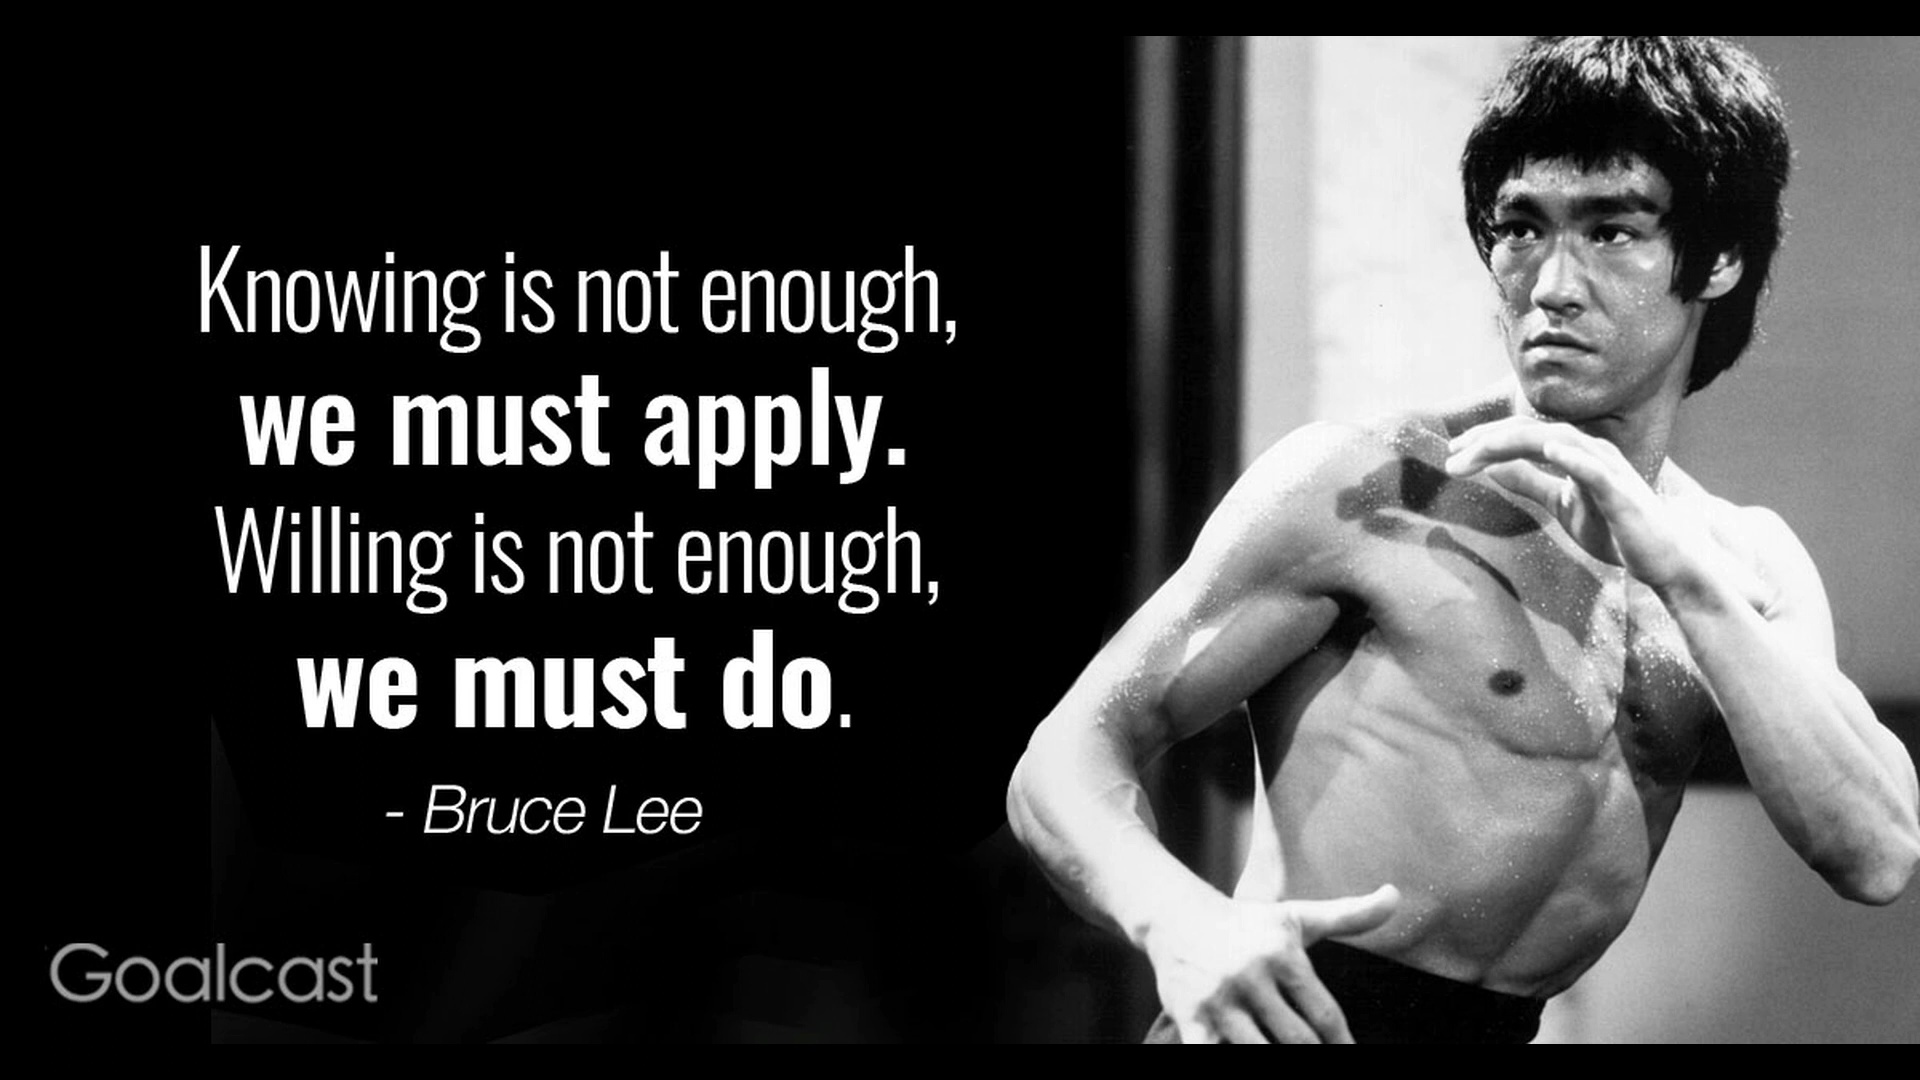 Knowing is not enough,
we must apply.
Willing is not enough,
we must do.
- Bruce Lee
Goalcast